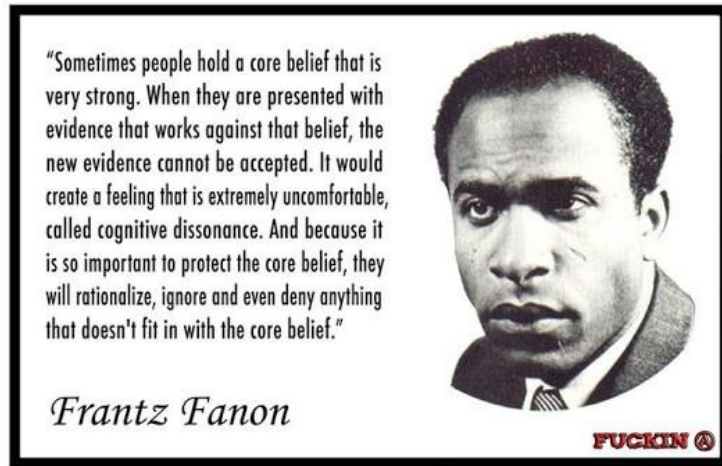 “Sometimes people hold a core belief that is
very strong. When they are presented with
evidence that works against that belief, the
new evidence cannot be accepted. It would
create a feeling that is extremely uncomfortable,
called cognitive dissonance. And because it
is so important to protect the core belief, they
will rationalize, ignore and even deny anything
that doesn't fit in with the core belief.”
Frantz Fanon
FUCKIN Ⓐ